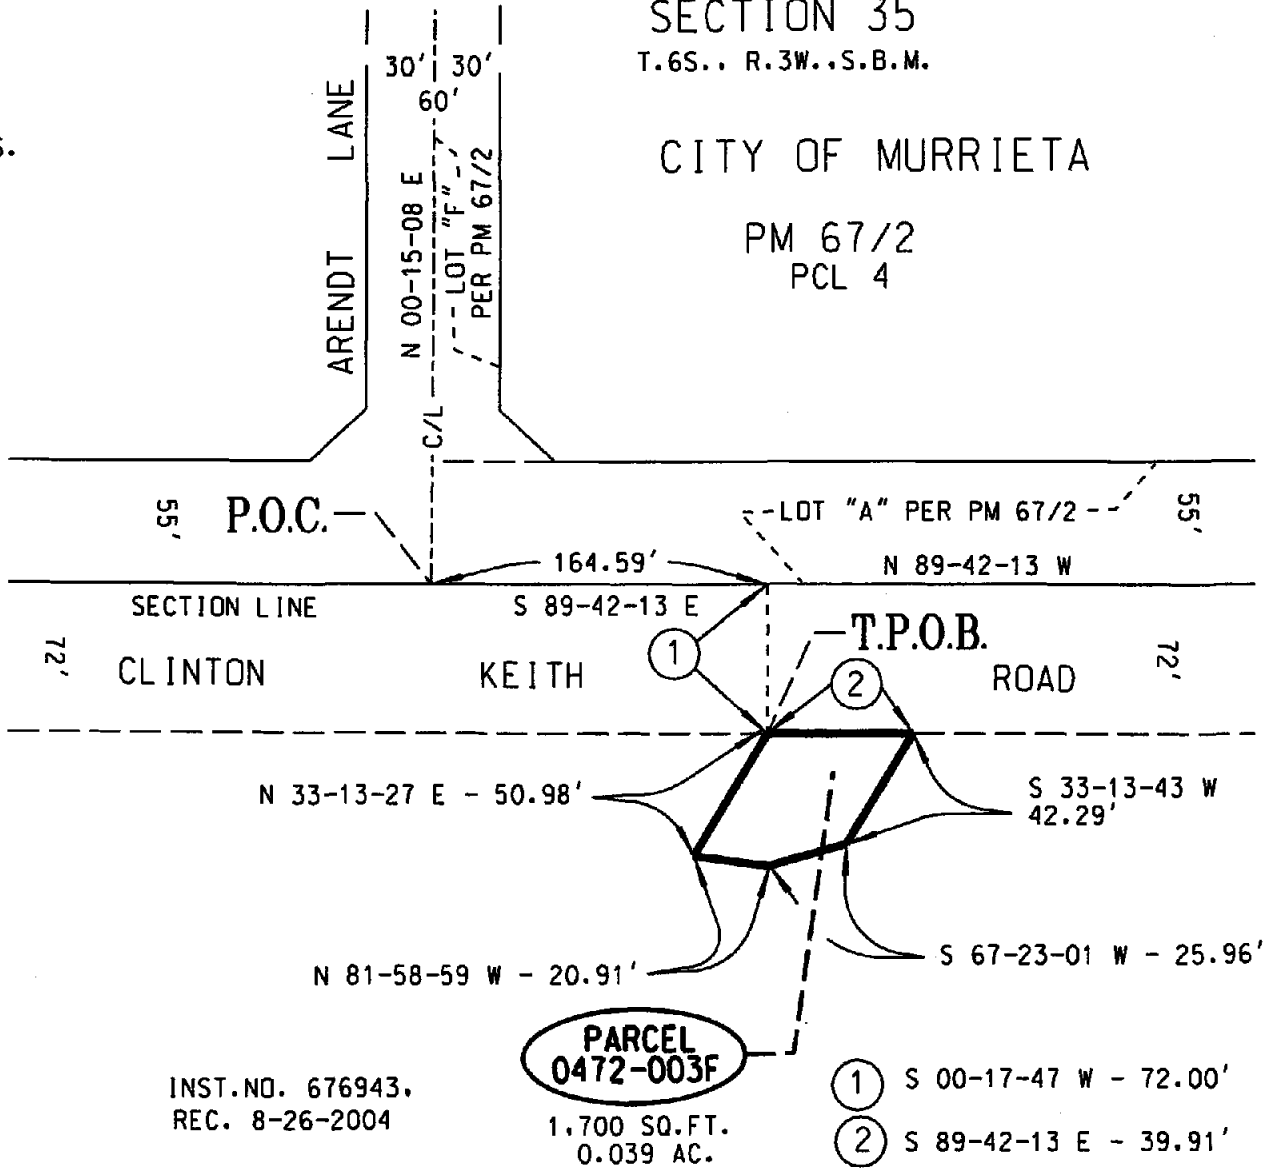 SECTION 35
T.6S., R.3W.,S.B.M.
30' 30'
60'
S.
ARENDT LANE
N 00-15-08 E
LOT "F"
PER PM 67/2
CITY OF MURRIETA
PM 67/2
PCL 4
C/L
55'
P.O.C.
LOT "A" PER PM 67/2
55'
164.59'
N 89-42-13 W
SECTION LINE
S 89-42-13 E
72'
CLINTON KEITH ROAD
1
T.P.O.B.
2
72'
N 33-13-27 E - 50.98'
S 33-13-43 W
42.29'
N 81-58-59 W - 20.91'
S 67-23-01 W - 25.96'
PARCEL
0472-003F
1,700 SQ.FT.
0.039 AC.
INST.NO. 676943,
REC. 8-26-2004
1 S 00-17-47 W - 72.00'
2 S 89-42-13 E - 39.91'